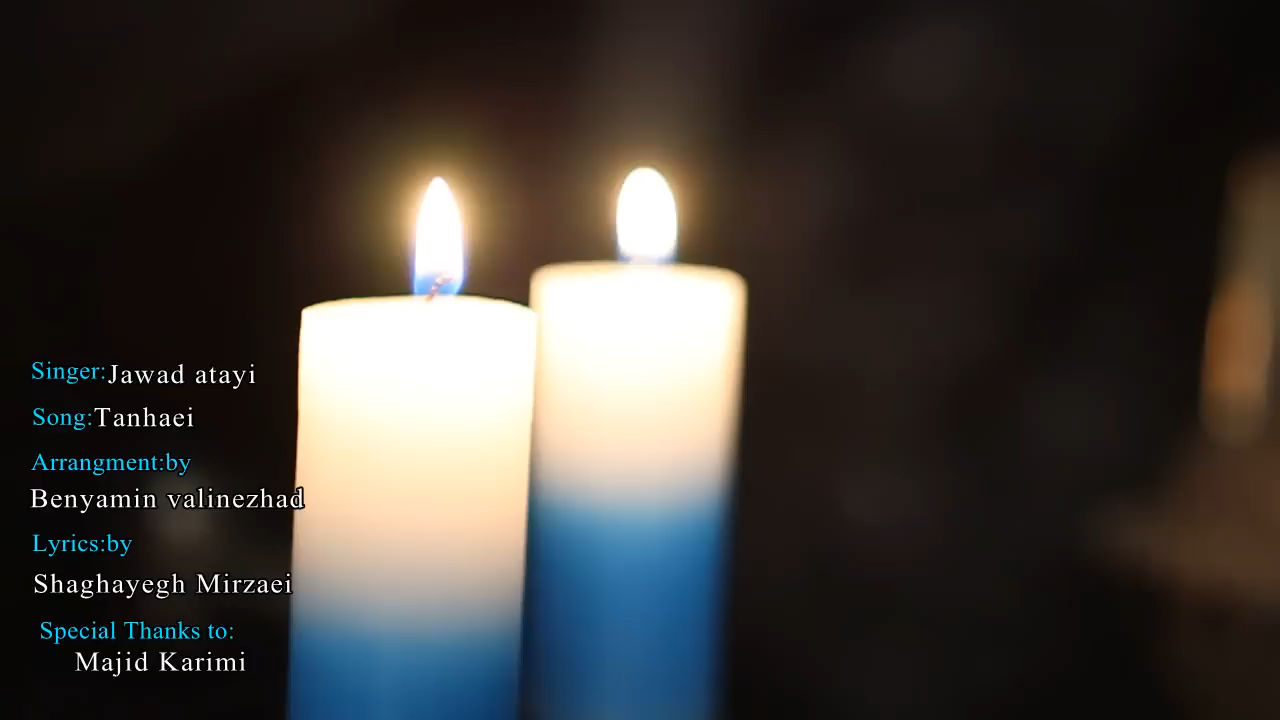 Singer:Jawad atayi
Song:Tanhaei
Arrangment:by
Benyamin valinezhad
Lyrics:by
Shaghayegh Mirzaei
Special Thanks to:
Majid Karimi